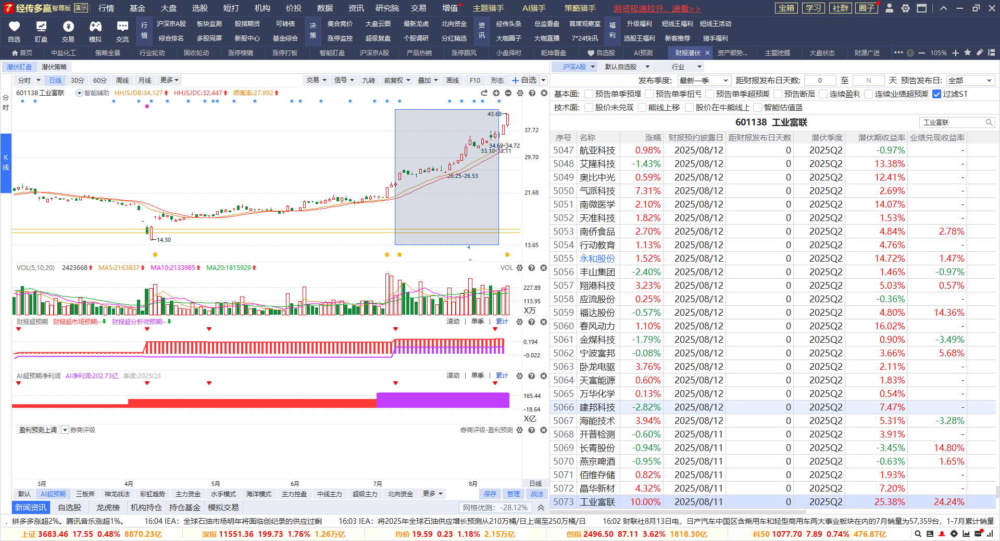 经传多赢 智尊版 演示 行情 基金 大盘 选股 短打 机构 价投 数据 资讯 研究院 交易 增值 主题猎手 AI猎手 策略猎手 游资极速拉升，速看>> 宝箱 学习 社群 圈子
自选 盯盘 交易 模拟 交流
行情 沪深京A股 板块监测 股指期货 可转债 决策 集合竞价 大盘云图 最新龙虎 北向资金 资讯 经传头条 总监看盘 首席观察室 福利 升级福利 短线王福利 短线王活动
综合排名 多股同屏 新股中心 基金综合 涨停监控 超级复盘 个股调研 分红精选 大咖圈子 大咖直播 7*24快讯 选股王福利 新客推荐 猎手福利
首页 中盐化工 策略全景 行业轮动 固收轮动 涨停棱镜 涨停打板 智能盯盘 沪深京A股 产品热销 涨停跟风 小盘择时 乾坤看盘 自选股 AI预测 财报潜伏 资产顺势... 主题挖掘 大盘状态 财源广进 105%
潜伏盯盘 潜伏策略
分时 日线 30分 60分 周线 月线 更多 交易 信号 九转 前复权 叠加 画线 F10 形态 自选
分时
K线
601138 工业富联 智能辅助 HHJSJDB:34.127 HHJSJDC:32.447 乖离率:27.992
43.68
37.72
34.69-34.72
33.10-33.11
29.70
26.25-26.53
21.68
14.30
13.65
VOL(5,10,20) 2423668 MA5:2163837 MA10:2133985 MA20:1815929 VOL
227.89
113.95
X万
财报超预期 财报超市场预期:- 财报超分析师预期:- 滚动 单季 累计
0.194
-0.022
AI超预期净利润 AI净利润:202.73亿 季度:2025Q3 滚动 单季 累计
165.44
-18.64
X亿
盈利预测上调 券商评级 券商评级-盈利预测
3月 4月 5月 6月 7月 8月 日线
默认 AI超预期 三板斧 神龙战法 彩虹趋势 主力资金 水手模式 海洋模式 主力控盘 中线主力 超级主力 北向资金 更多 保存 管理 战法
新闻资讯 自选股 龙虎榜 机构持仓 持仓基金 模拟交易 网格优测: -28.12%
沪深A股 默认自选股 行业
发布季度: 最新一季 距财报发布日天数: 0 至 N 天 预告发布日: 全部
基本面: 预告单季预增 预告单季扭亏 预告单季超预期 预告断层 连续盈利 连续业绩超预期 过滤ST
技术面: 股价未兑现 熊线上移 股价在牛熊线上 智能估值蓝
601138 工业富联 工业富联
序号 名称 涨幅 财报预约披露日 距财报发布日天数 潜伏季度 潜伏期收益率 业绩兑现收益率
5047 航亚科技 0.98% 2025/08/12 0 2025Q2 -0.97% -
5048 艾隆科技 -1.43% 2025/08/12 0 2025Q2 13.38% -
5049 奥比中光 0.59% 2025/08/12 0 2025Q2 12.41% -
5050 气派科技 7.31% 2025/08/12 0 2025Q2 2.69% -
5051 南微医学 2.10% 2025/08/12 0 2025Q2 14.07% -
5052 天准科技 1.82% 2025/08/12 0 2025Q2 1.53% -
5053 南侨食品 2.70% 2025/08/12 0 2025Q2 4.84% 2.78%
5054 行动教育 1.13% 2025/08/12 0 2025Q2 4.76% -
5055 永和股份 1.52% 2025/08/12 0 2025Q2 14.72% 1.47%
5056 丰山集团 -2.40% 2025/08/12 0 2025Q2 1.46% -0.97%
5057 翔港科技 3.23% 2025/08/12 0 2025Q2 5.03% 0.57%
5058 应流股份 0.25% 2025/08/12 0 2025Q2 -0.36% -
5059 福达股份 -0.57% 2025/08/12 0 2025Q2 4.80% 14.36%
5060 春风动力 1.10% 2025/08/12 0 2025Q2 16.02% -
5061 金煤科技 -1.79% 2025/08/12 0 2025Q2 0.90% -3.49%
5062 宁波富邦 -0.08% 2025/08/12 0 2025Q2 3.66% 5.68%
5063 卧龙电驱 3.76% 2025/08/12 0 2025Q2 2.11% -
5064 天富能源 0.60% 2025/08/12 0 2025Q2 1.83% -
5065 万华化学 0.13% 2025/08/12 0 2025Q2 0.54% -
5066 建邦科技 -2.82% 2025/08/12 0 2025Q2 7.47% -
5067 海能技术 3.94% 2025/08/12 0 2025Q2 5.31% -3.28%
5068 开普检测 -0.60% 2025/08/11 0 2025Q2 3.91% -
5069 长青股份 -0.94% 2025/08/11 0 2025Q2 -3.45% 14.80%
5070 燕京啤酒 -0.95% 2025/08/11 0 2025Q2 -0.63% 1.65%
5071 佰维存储 0.82% 2025/08/11 0 2025Q2 1.93% -
5072 晶华新材 4.32% 2025/08/11 0 2025Q2 7.20% -
5073 工业富联 10.00% 2025/08/11 0 2025Q2 25.38% 24.24%
，拼多多涨超2%。腾讯音乐涨超1%。 16:04 IEA：全球石油市场明年将面临创纪录的供应过剩 16:03 IEA：将2025年全球石油供应增长预测从210万桶/日上调至250万桶/日 16:02 财联社8月13日电，日产汽车中国区含乘用车和轻型商用车两大事业板块在内的7月销量为57,359台，1-7月累计销量
上证 3683.46 17.55 0.48% 8870.23亿 深指 11551.36 199.73 1.76% 1.26万亿 均价 19.59 0.23 1.18% 2.15万亿 创指 2496.50 87.11 3.62% 1818.30亿 科50 1077.70 7.89 0.74% 476.87亿